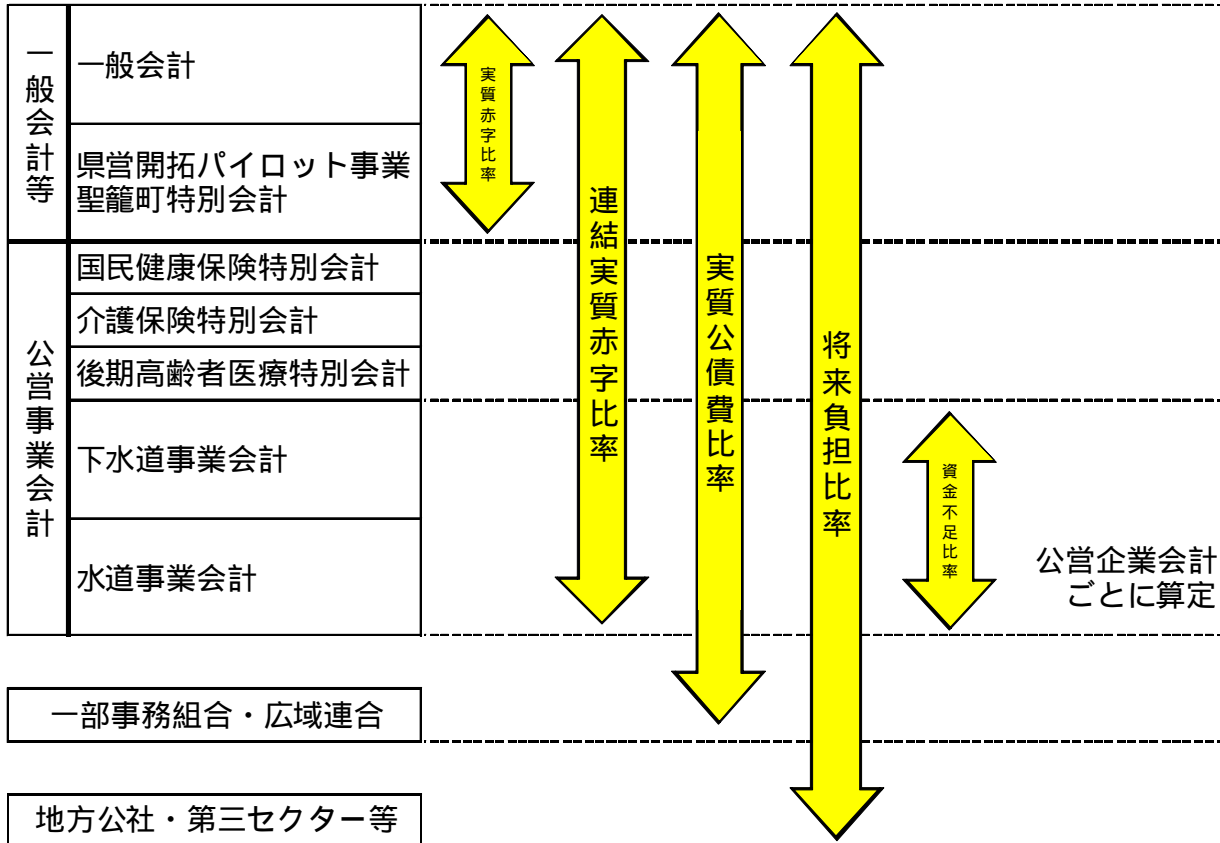 一般会計等
一般会計
県営開拓パイロット事業
聖籠町特別会計
公営事業会計
国民健康保険特別会計
介護保険特別会計
後期高齢者医療特別会計
下水道事業会計
水道事業会計
一部事務組合・広域連合
地方公社・第三セクター等
実質赤字比率
連結実質赤字比率
実質公債費比率
将来負担比率
資金不足比率
公営企業会計
ごとに算定